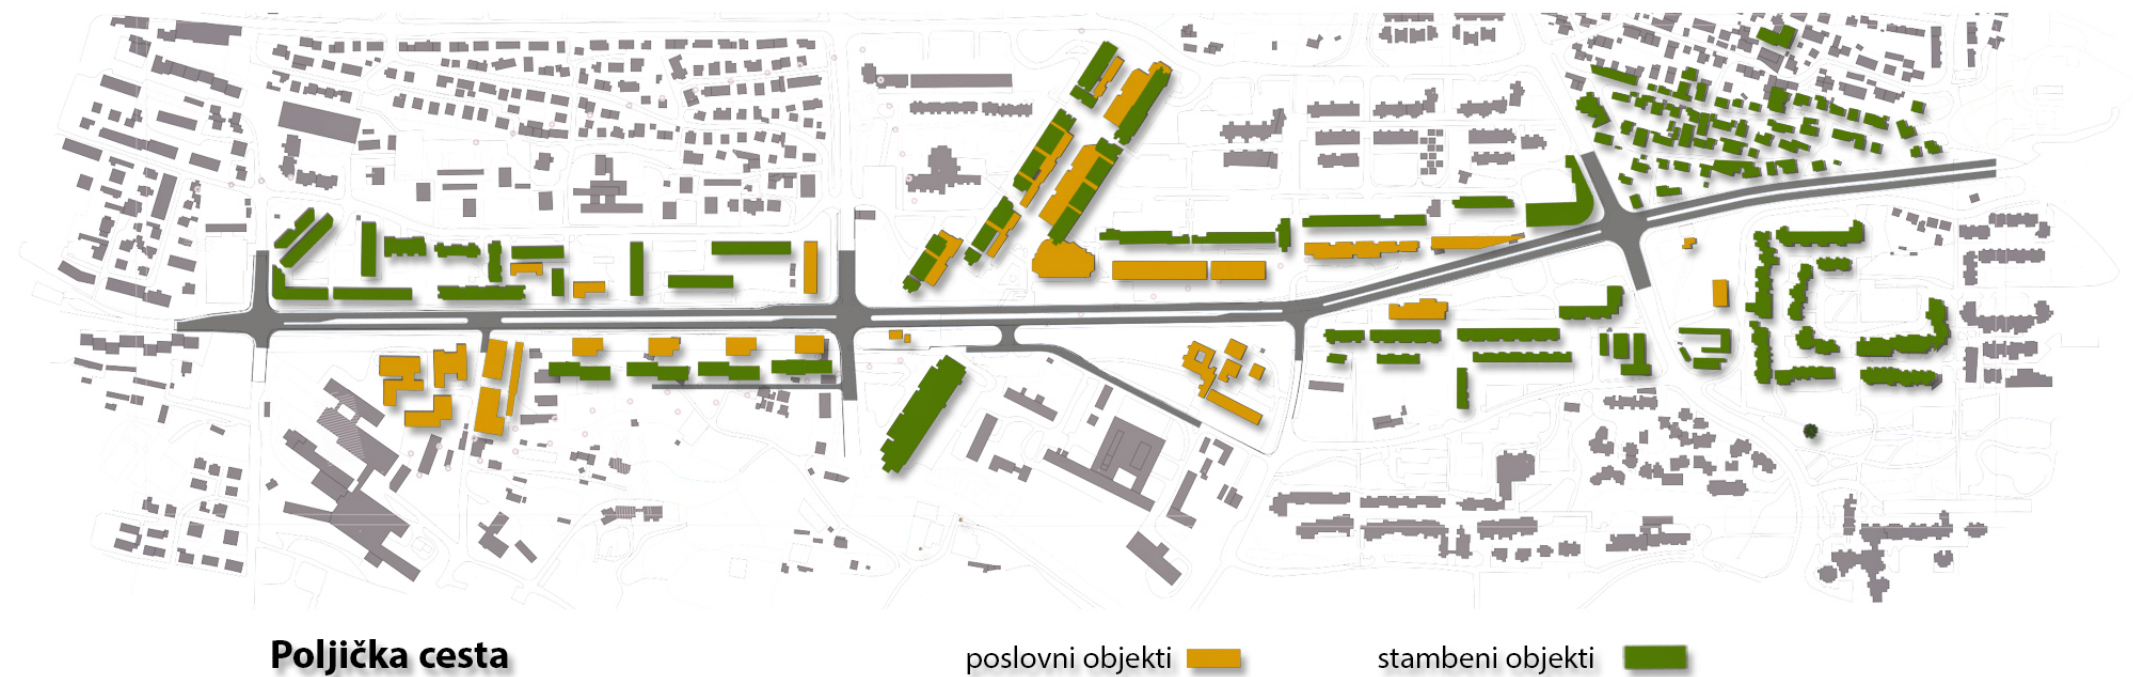 Poljička cesta
poslovni objekti
stambeni objekti